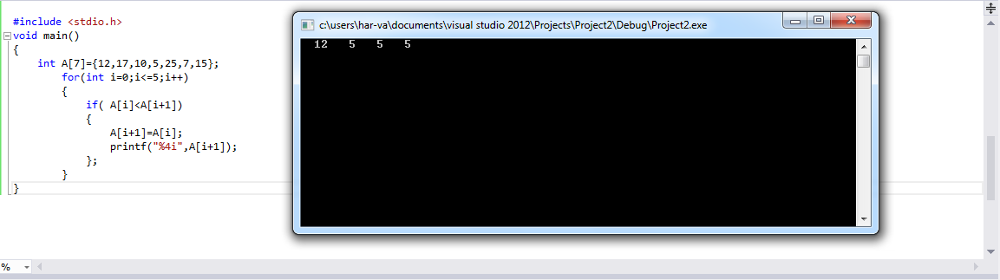 #include <stdio.h>
void main()
{
int A[7]={12,17,10,5,25,7,15};
for(int i=0;i<=5;i++)
{
if( A[i]<A[i+1])
{
A[i+1]=A[i];
printf("%4i",A[i+1]);
};
}
}
%
c:\users\har-va\documents\visual studio 2012\Projects\Project2\Debug\Project2.exe
12   5   5   5